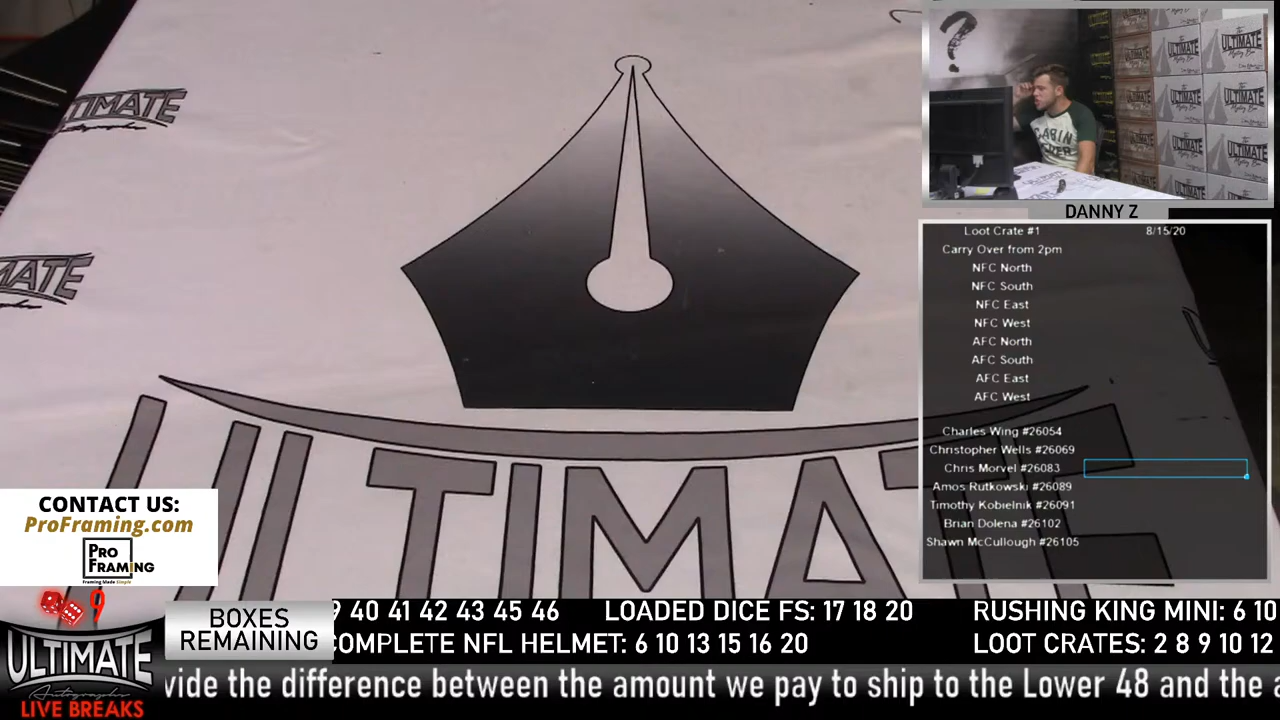 ULTIMATE
ULTIMATE
ULTIMATE
DANNY Z
Loot Crate #1 8/15/20
Carry Over from 2pm
NFC North
NFC South
NFC East
NFC West
AFC North
AFC South
AFC East
AFC West
Charles Wing #26054
Christopher Wells #26069
Chris Morvel #26083
Amos Rutkowski #26089
Timothy Kobielnik #26091
Brian Dolena #26102
Shawn McCullough #26105
CONTACT US:
ProFraming.com
PRO
FRAMING
Framing Made Simple
ULTIMATE
Autographs
LIVE BREAKS
BOXES
REMAINING
9 40 41 42 43 45 46 LOADED DICE FS: 17 18 20 RUSHING KING MINI: 6 10
COMPLETE NFL HELMET: 6 10 13 15 16 20 LOOT CRATES: 2 8 9 10 12
vide the difference between the amount we pay to ship to the Lower 48 and the a